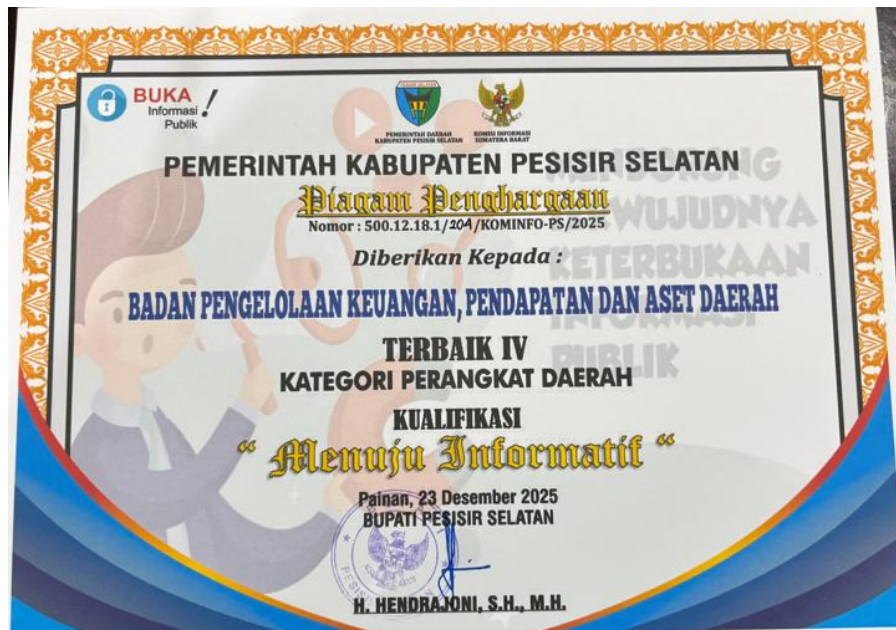 BUKA
Informasi
Publik
PEMERINTAH DAERAH
KABUPATEN PESISIR SELATAN
KOMISI INFORMASI
SUMATERA BARAT
PEMERINTAH KABUPATEN PESISIR SELATAN
Piagam Penghargaan
Nomor : 500.12.18.1/204/KOMINFO-PS/2025
Diberikan Kepada :
BADAN PENGELOLAAN KEUANGAN, PENDAPATAN DAN ASET DAERAH
TERBAIK IV
KATEGORI PERANGKAT DAERAH
KUALIFIKASI
“ Menuju Informatif “
Painan, 23 Desember 2025
BUPATI PESISIR SELATAN
H. HENDRAJONI, S.H., M.H.
MENDORONG
TERWUJUDNYA
KETERBUKAAN
INFORMASI
PUBLIK